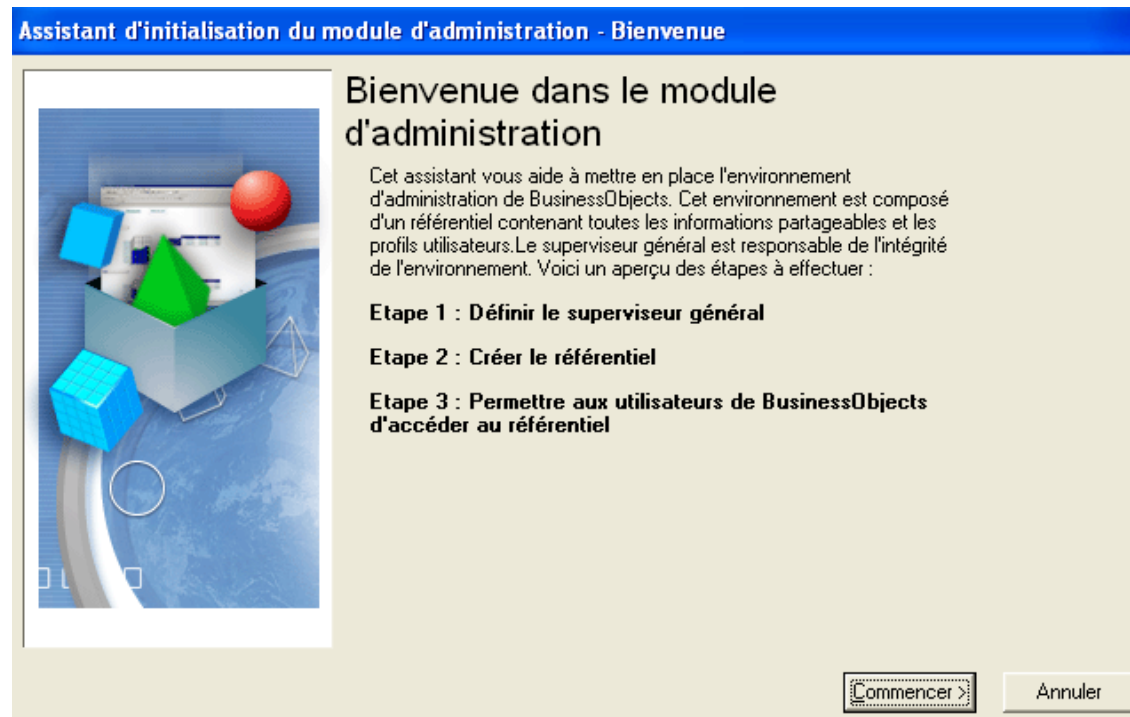 Assistant d'initialisation du module d'administration - Bienvenue
Bienvenue dans le module
d'administration
Cet assistant vous aide à mettre en place l'environnement
d'administration de BusinessObjects. Cet environnement est composé
d'un référentiel contenant toutes les informations partageables et les
profils utilisateurs.Le superviseur général est responsable de l'intégrité
de l'environnement. Voici un aperçu des étapes à effectuer :
Etape 1 : Définir le superviseur général
Etape 2 : Créer le référentiel
Etape 3 : Permettre aux utilisateurs de BusinessObjects
d'accéder au référentiel
Commencer >
Annuler